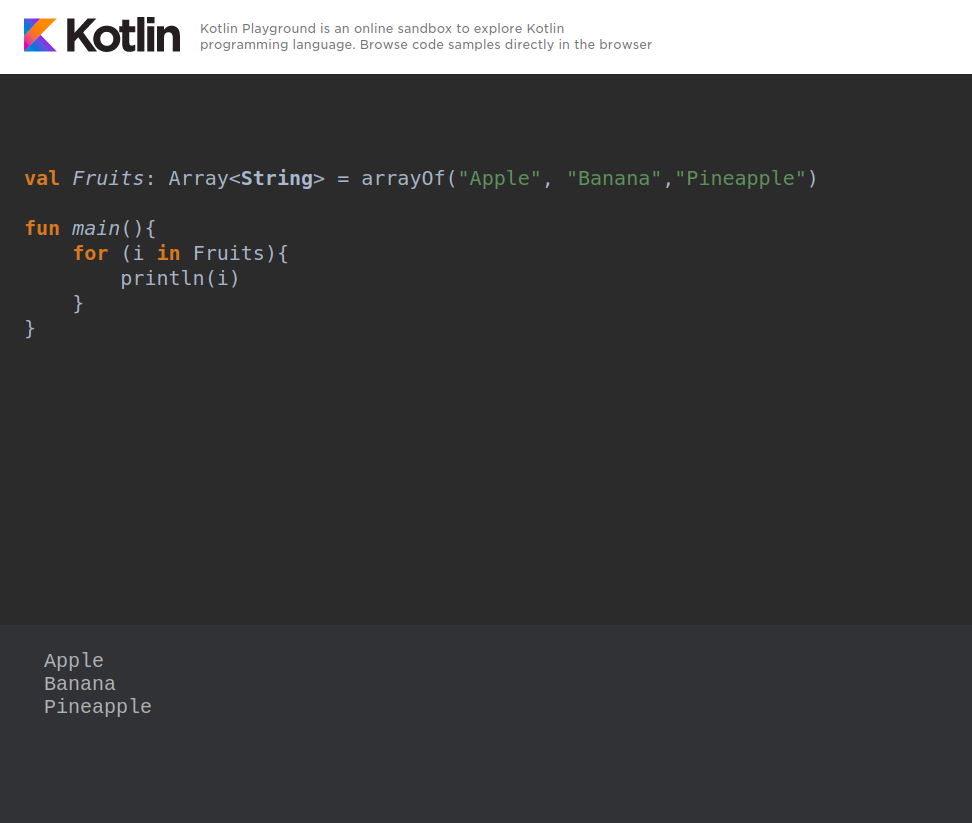 Kotlin
Kotlin Playground is an online sandbox to explore Kotlin
programming language. Browse code samples directly in the browser
val Fruits: Array<String> = arrayOf("Apple", "Banana","Pineapple")
fun main(){
    for (i in Fruits){
        println(i)
    }
}
Apple
Banana
Pineapple